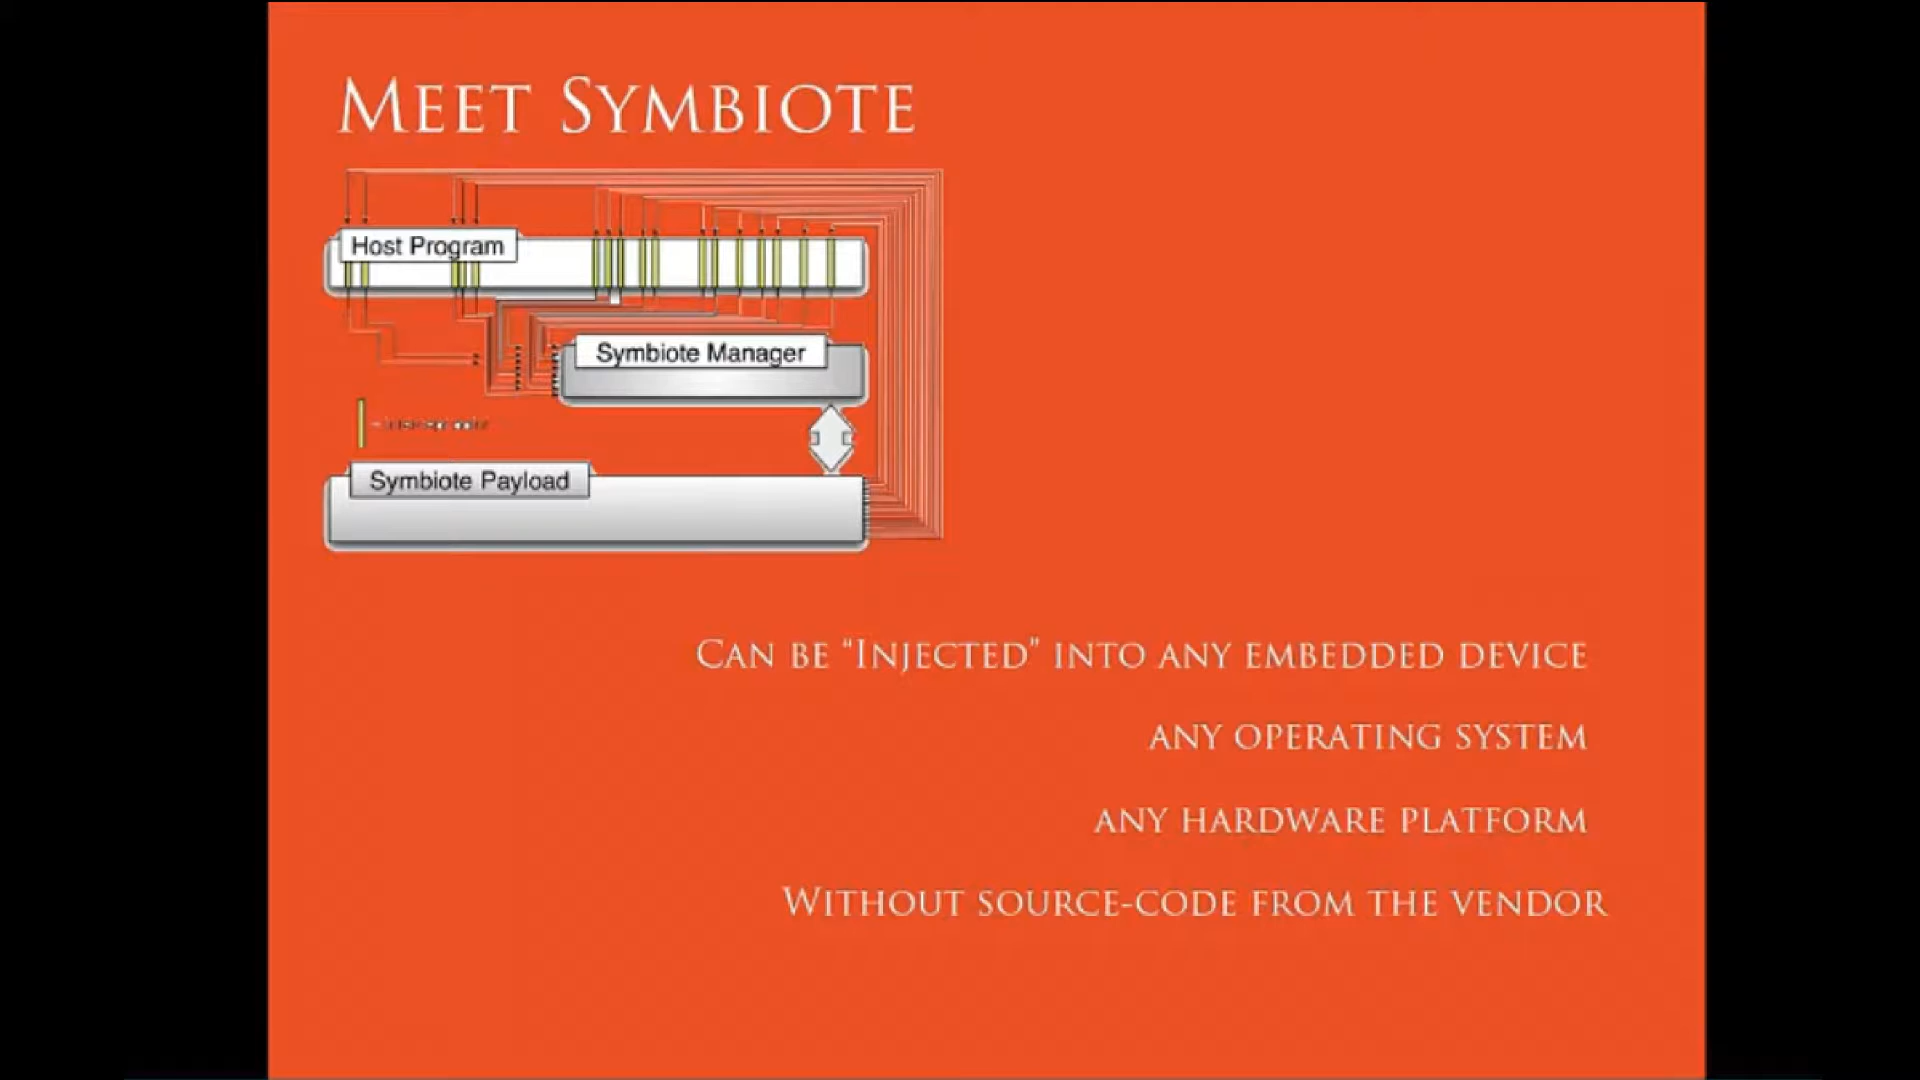 MEET SYMBIOTE
Host Program
Symbiote Manager
Symbiote Payload
CAN BE “INJECTED” INTO ANY EMBEDDED DEVICE
ANY OPERATING SYSTEM
ANY HARDWARE PLATFORM
WITHOUT SOURCE-CODE FROM THE VENDOR